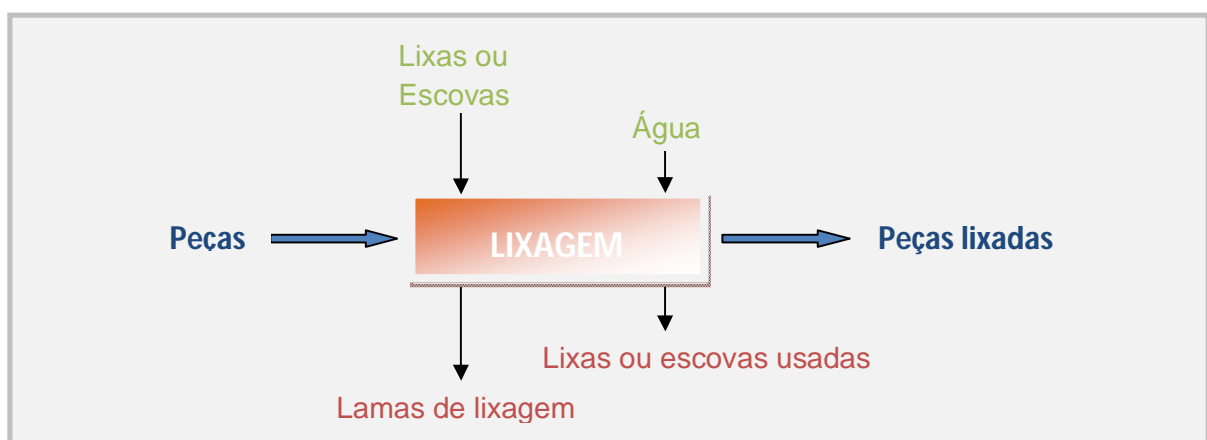 Lixas ou
Escovas
Água
Peças
LIXAGEM
Peças lixadas
Lixas ou escovas usadas
Lamas de lixagem